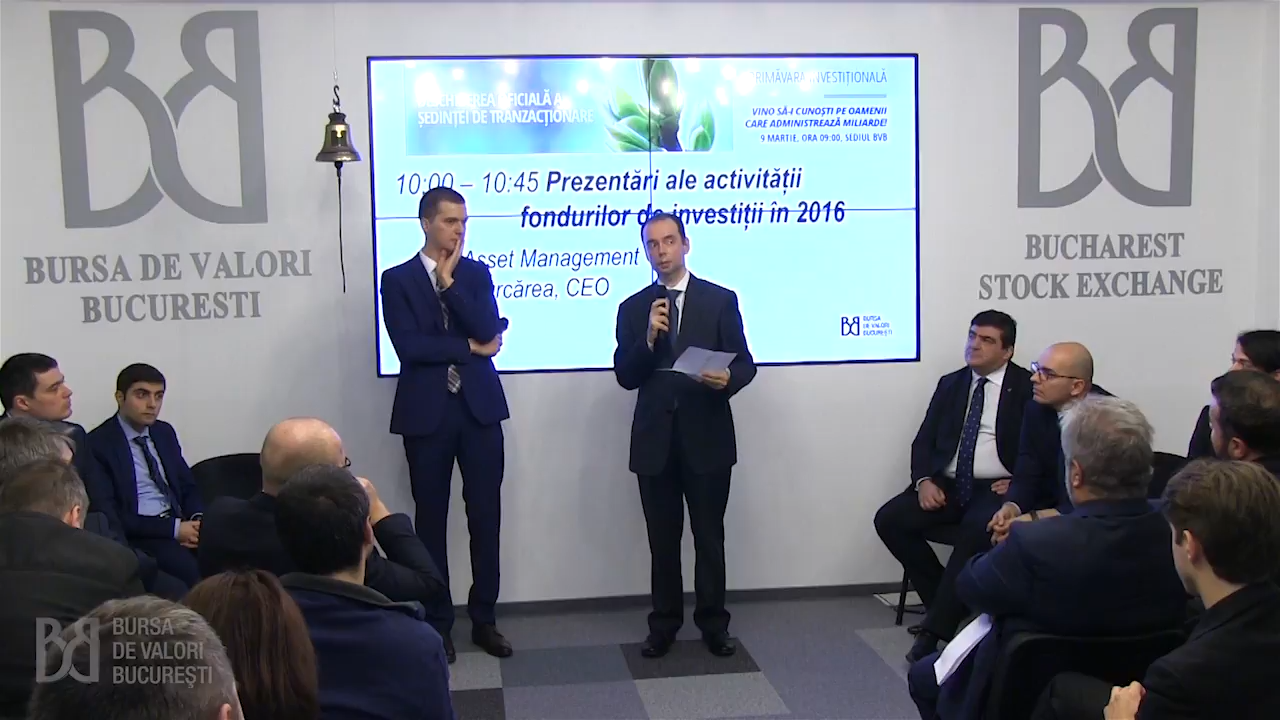 BURSA DE VALORI
BUCURESTI
OFICIALĂ A
ȘEDINȚEI DE TRANZACȚIONARE
PRIMĂVARA INVESTIȚIONALĂ
VINO SĂ-I CUNOȘTI PE OAMENII
CARE ADMINISTREAZĂ MILIARDE!
9 MARTIE, ORA 09:00, SEDIUL BVB
10:00 – 10:45 Prezentări ale activității
fondurilor de investiții în 2016
Asset Management
CEO
BURSA
DE VALORI
BUCUREȘTI
BUCHAREST
STOCK EXCHANGE
BURSA
DE VALORI
BUCUREŞTI